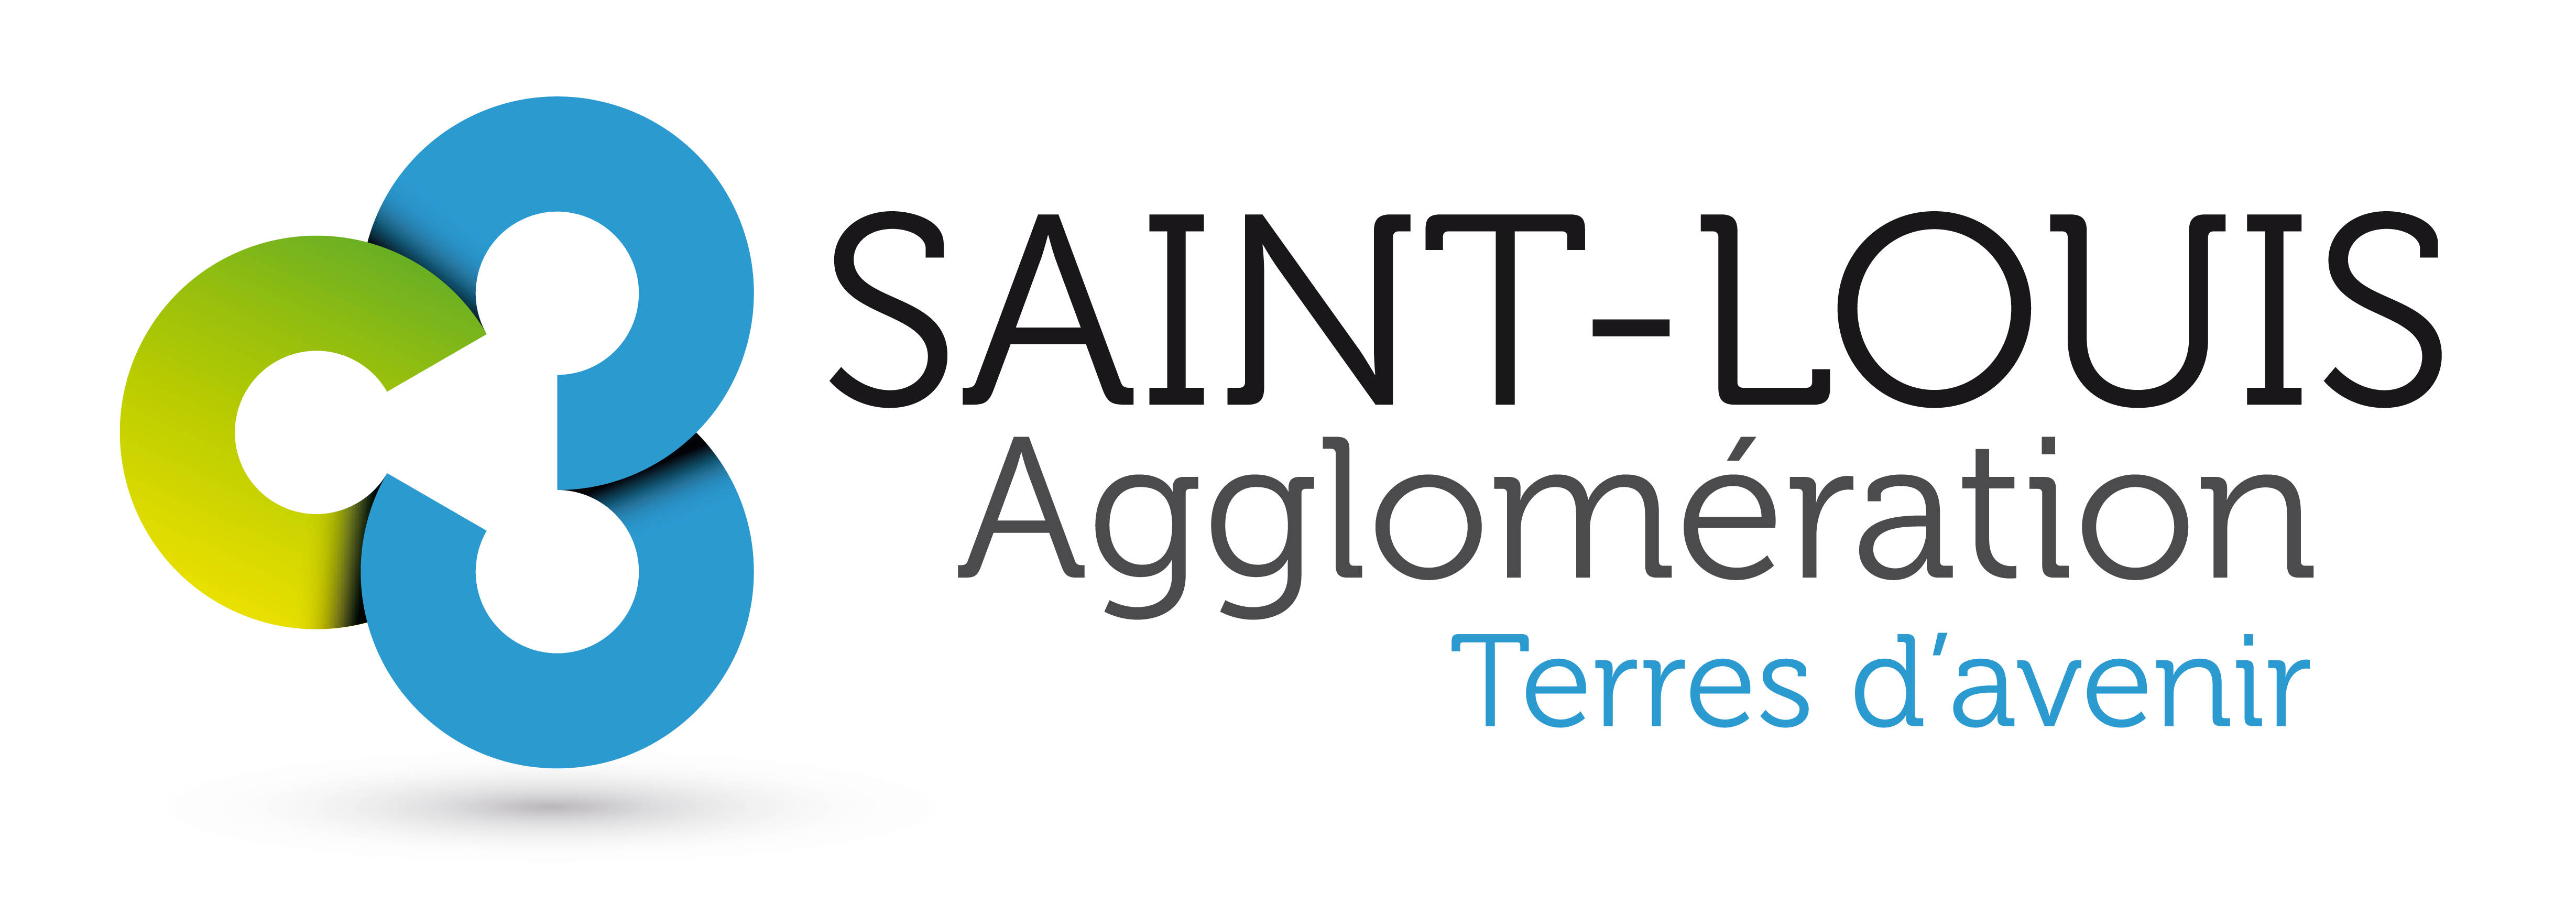 SAINT-LOUIS
Agglomération
Terres d’avenir